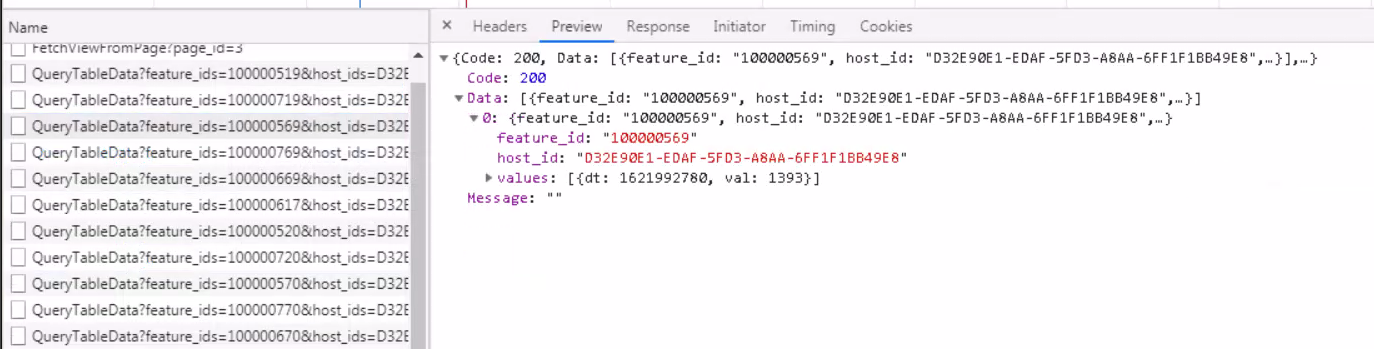 Name
FetchViewFromPage?page_id=3
QueryTableData?feature_ids=100000519&host_ids=D32E
QueryTableData?feature_ids=100000719&host_ids=D32E
QueryTableData?feature_ids=100000569&host_ids=D32E
QueryTableData?feature_ids=100000769&host_ids=D32E
QueryTableData?feature_ids=100000669&host_ids=D32E
QueryTableData?feature_ids=100000617&host_ids=D32E
QueryTableData?feature_ids=100000520&host_ids=D32E
QueryTableData?feature_ids=100000720&host_ids=D32E
QueryTableData?feature_ids=100000570&host_ids=D32E
QueryTableData?feature_ids=100000770&host_ids=D32E
QueryTableData?feature_ids=100000670&host_ids=D32E
× Headers Preview Response Initiator Timing Cookies
▼{Code: 200, Data: [{feature_id: "100000569", host_id: "D32E90E1-EDAF-5FD3-A8AA-6FF1F1BB49E8",…}],…}
Code: 200
▼Data: [{feature_id: "100000569", host_id: "D32E90E1-EDAF-5FD3-A8AA-6FF1F1BB49E8",…}]
▼0: {feature_id: "100000569", host_id: "D32E90E1-EDAF-5FD3-A8AA-6FF1F1BB49E8",…}
feature_id: "100000569"
host_id: "D32E90E1-EDAF-5FD3-A8AA-6FF1F1BB49E8"
▶values: [{dt: 1621992780, val: 1393}]
Message: ""